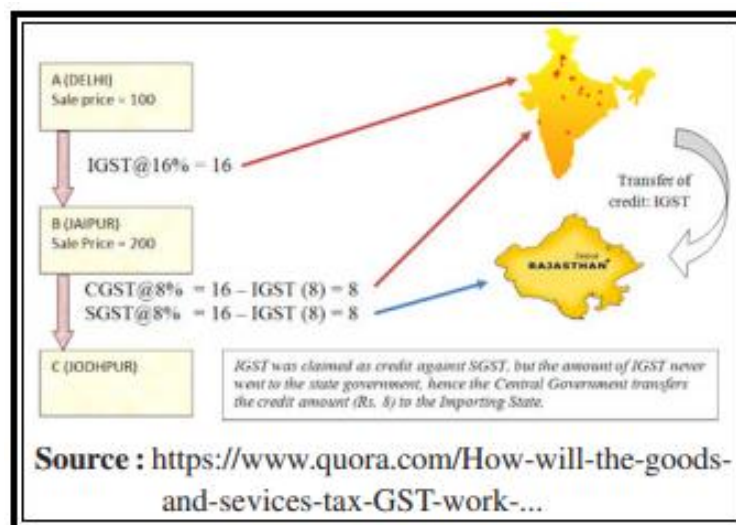 A (DELHI)
Sale price = 100
IGST@16% = 16
Transfer of
credit: IGST
B (JAIPUR)
Sale Price = 200
RAJASTHAN
CGST@8% = 16 – IGST (8) = 8
SGST@8% = 16 – IGST (8) = 8
C (JODHPUR)
IGST was claimed as credit against SGST, but the amount of IGST never
went to the state government, hence the Central Government transfers
the credit amount (Rs. 8) to the Importing State.
Source : https://www.quora.com/How-will-the-goods-
and-sevices-tax-GST-work-...